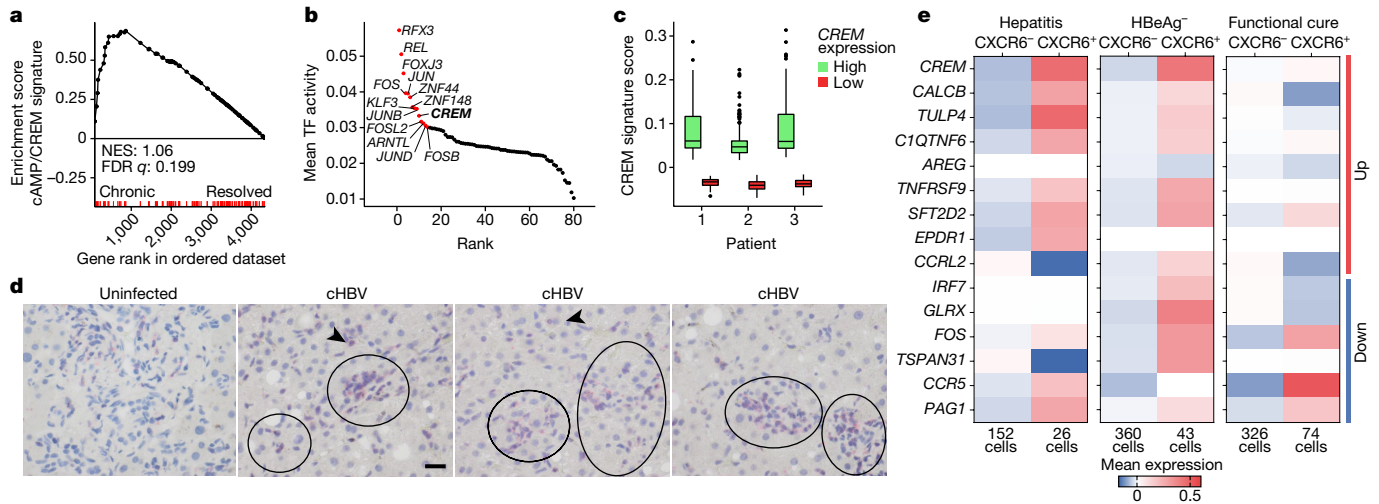 a
Enrichment score
cAMP/CREM signature
0.50
0.25
0
−0.25
NES: 1.06
FDR q: 0.199
Chronic
Resolved
1,000
2,000
3,000
4,000
Gene rank in ordered dataset
b
Mean TF activity
0.05
0.04
0.03
0.02
0.01
RFX3
REL
FOXJ3
JUN
FOS
ZNF44
ZNF148
KLF3
CREM
JUNB
FOSL2
ARNTL
JUND
FOSB
0
20
40
60
80
Rank
c
CREM signature score
0.3
0.2
0.1
0
1
2
3
Patient
CREM
expression
High
Low
d
Uninfected
cHBV
cHBV
cHBV
e
Hepatitis
HBeAg⁻
Functional cure
CXCR6⁻ CXCR6⁺
CXCR6⁻ CXCR6⁺
CXCR6⁻ CXCR6⁺
CREM
CALCB
TULP4
C1QTNF6
AREG
TNFRSF9
SFT2D2
EPDR1
CCRL2
IRF7
GLRX
FOS
TSPAN31
CCR5
PAG1
Up
Down
152
cells
26
cells
360
cells
43
cells
326
cells
74
cells
Mean expression
0
0.5